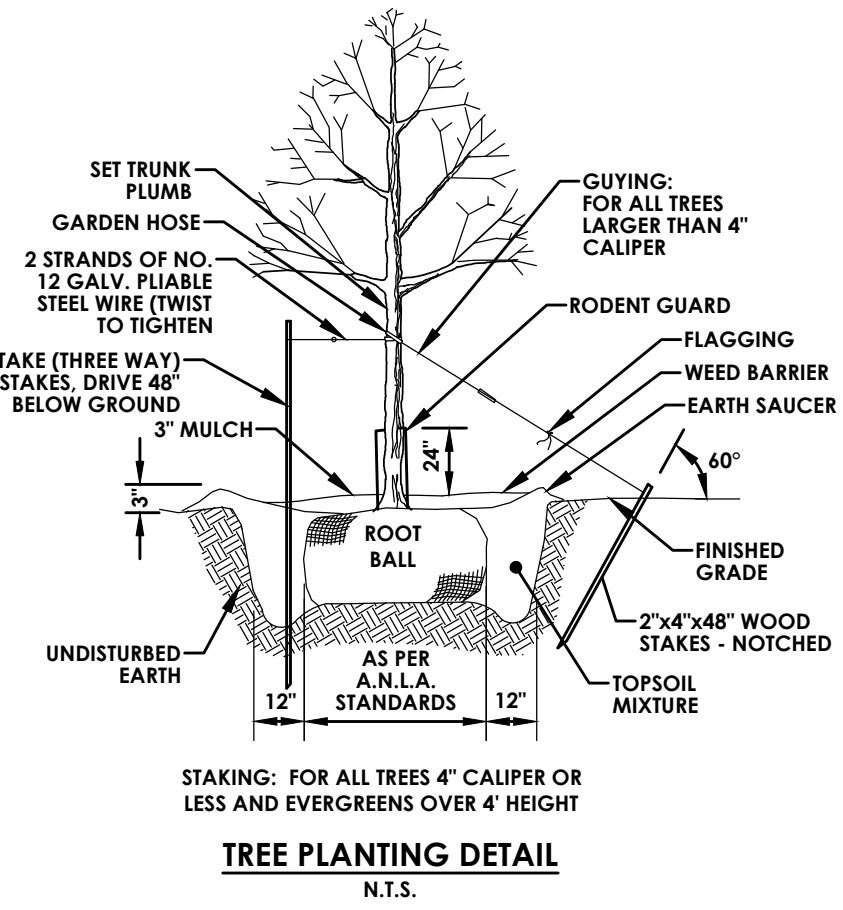 SET TRUNK
PLUMB
GARDEN HOSE
2 STRANDS OF NO.
12 GALV. PLIABLE
STEEL WIRE (TWIST
TO TIGHTEN
(THREE WAY)
STAKES, DRIVE 48"
BELOW GROUND
3" MULCH
3"
24"
GUYING:
FOR ALL TREES
LARGER THAN 4"
CALIPER
RODENT GUARD
FLAGGING
WEED BARRIER
EARTH SAUCER
60°
ROOT
BALL
FINISHED
GRADE
2"x4"x48" WOOD
STAKES - NOTCHED
TOPSOIL
MIXTURE
UNDISTURBED
EARTH
12"
AS PER
A.N.L.A.
STANDARDS
12"
STAKING: FOR ALL TREES 4" CALIPER OR
LESS AND EVERGREENS OVER 4' HEIGHT
TREE PLANTING DETAIL
N.T.S.